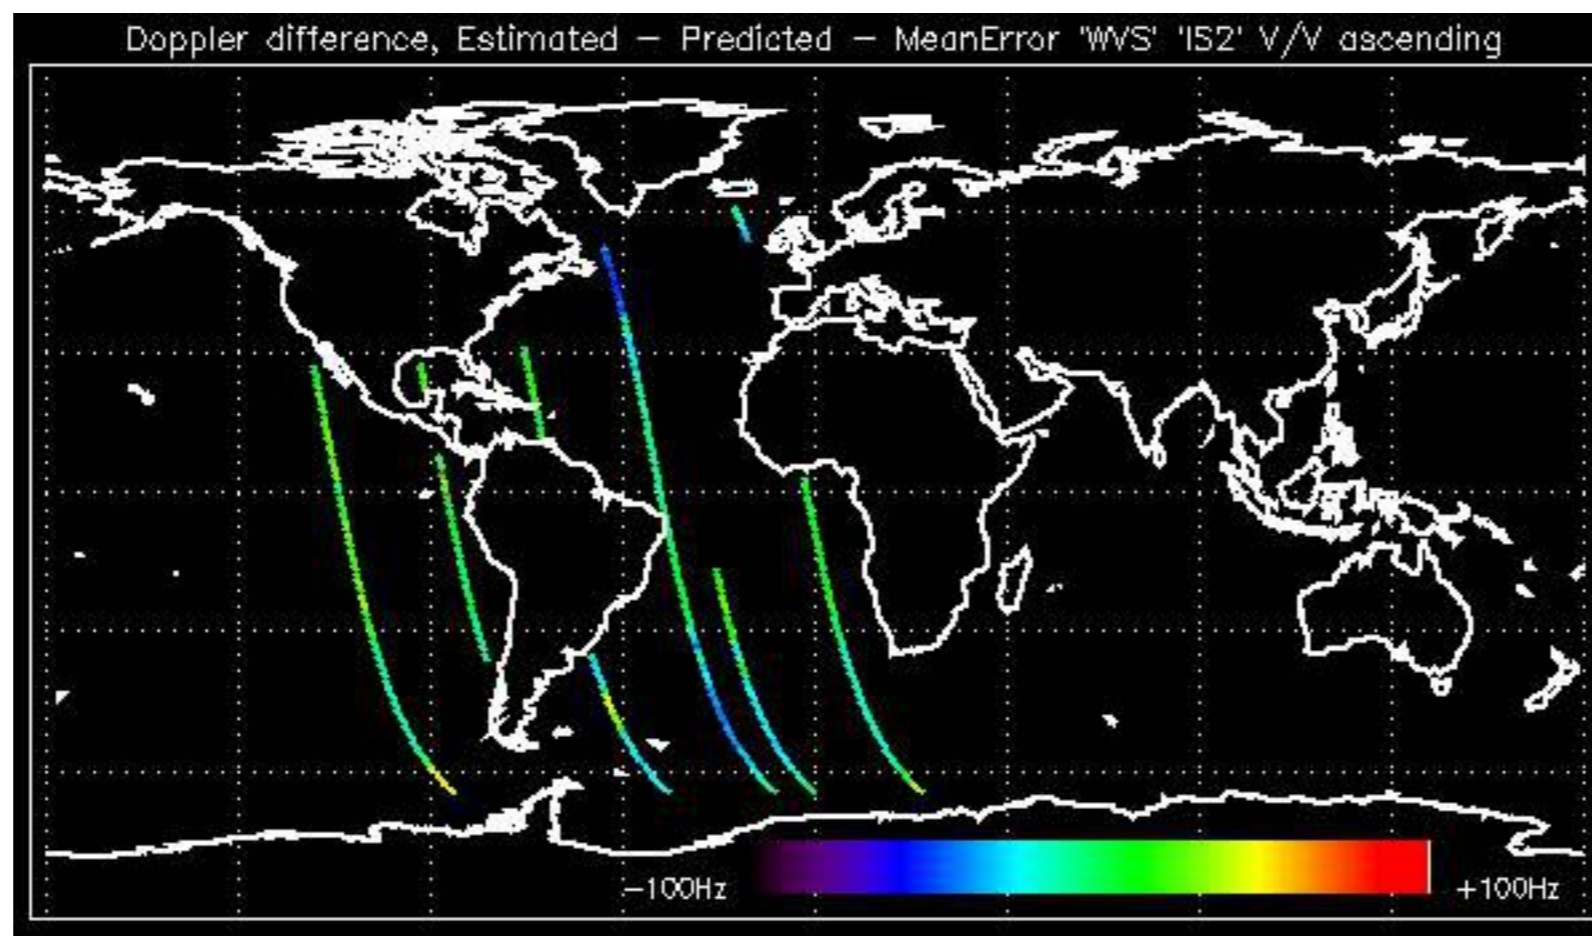 Doppler difference, Estimated – Predicted – MeanError 'WVS' 'IS2' V/V ascending
–100Hz
+100Hz